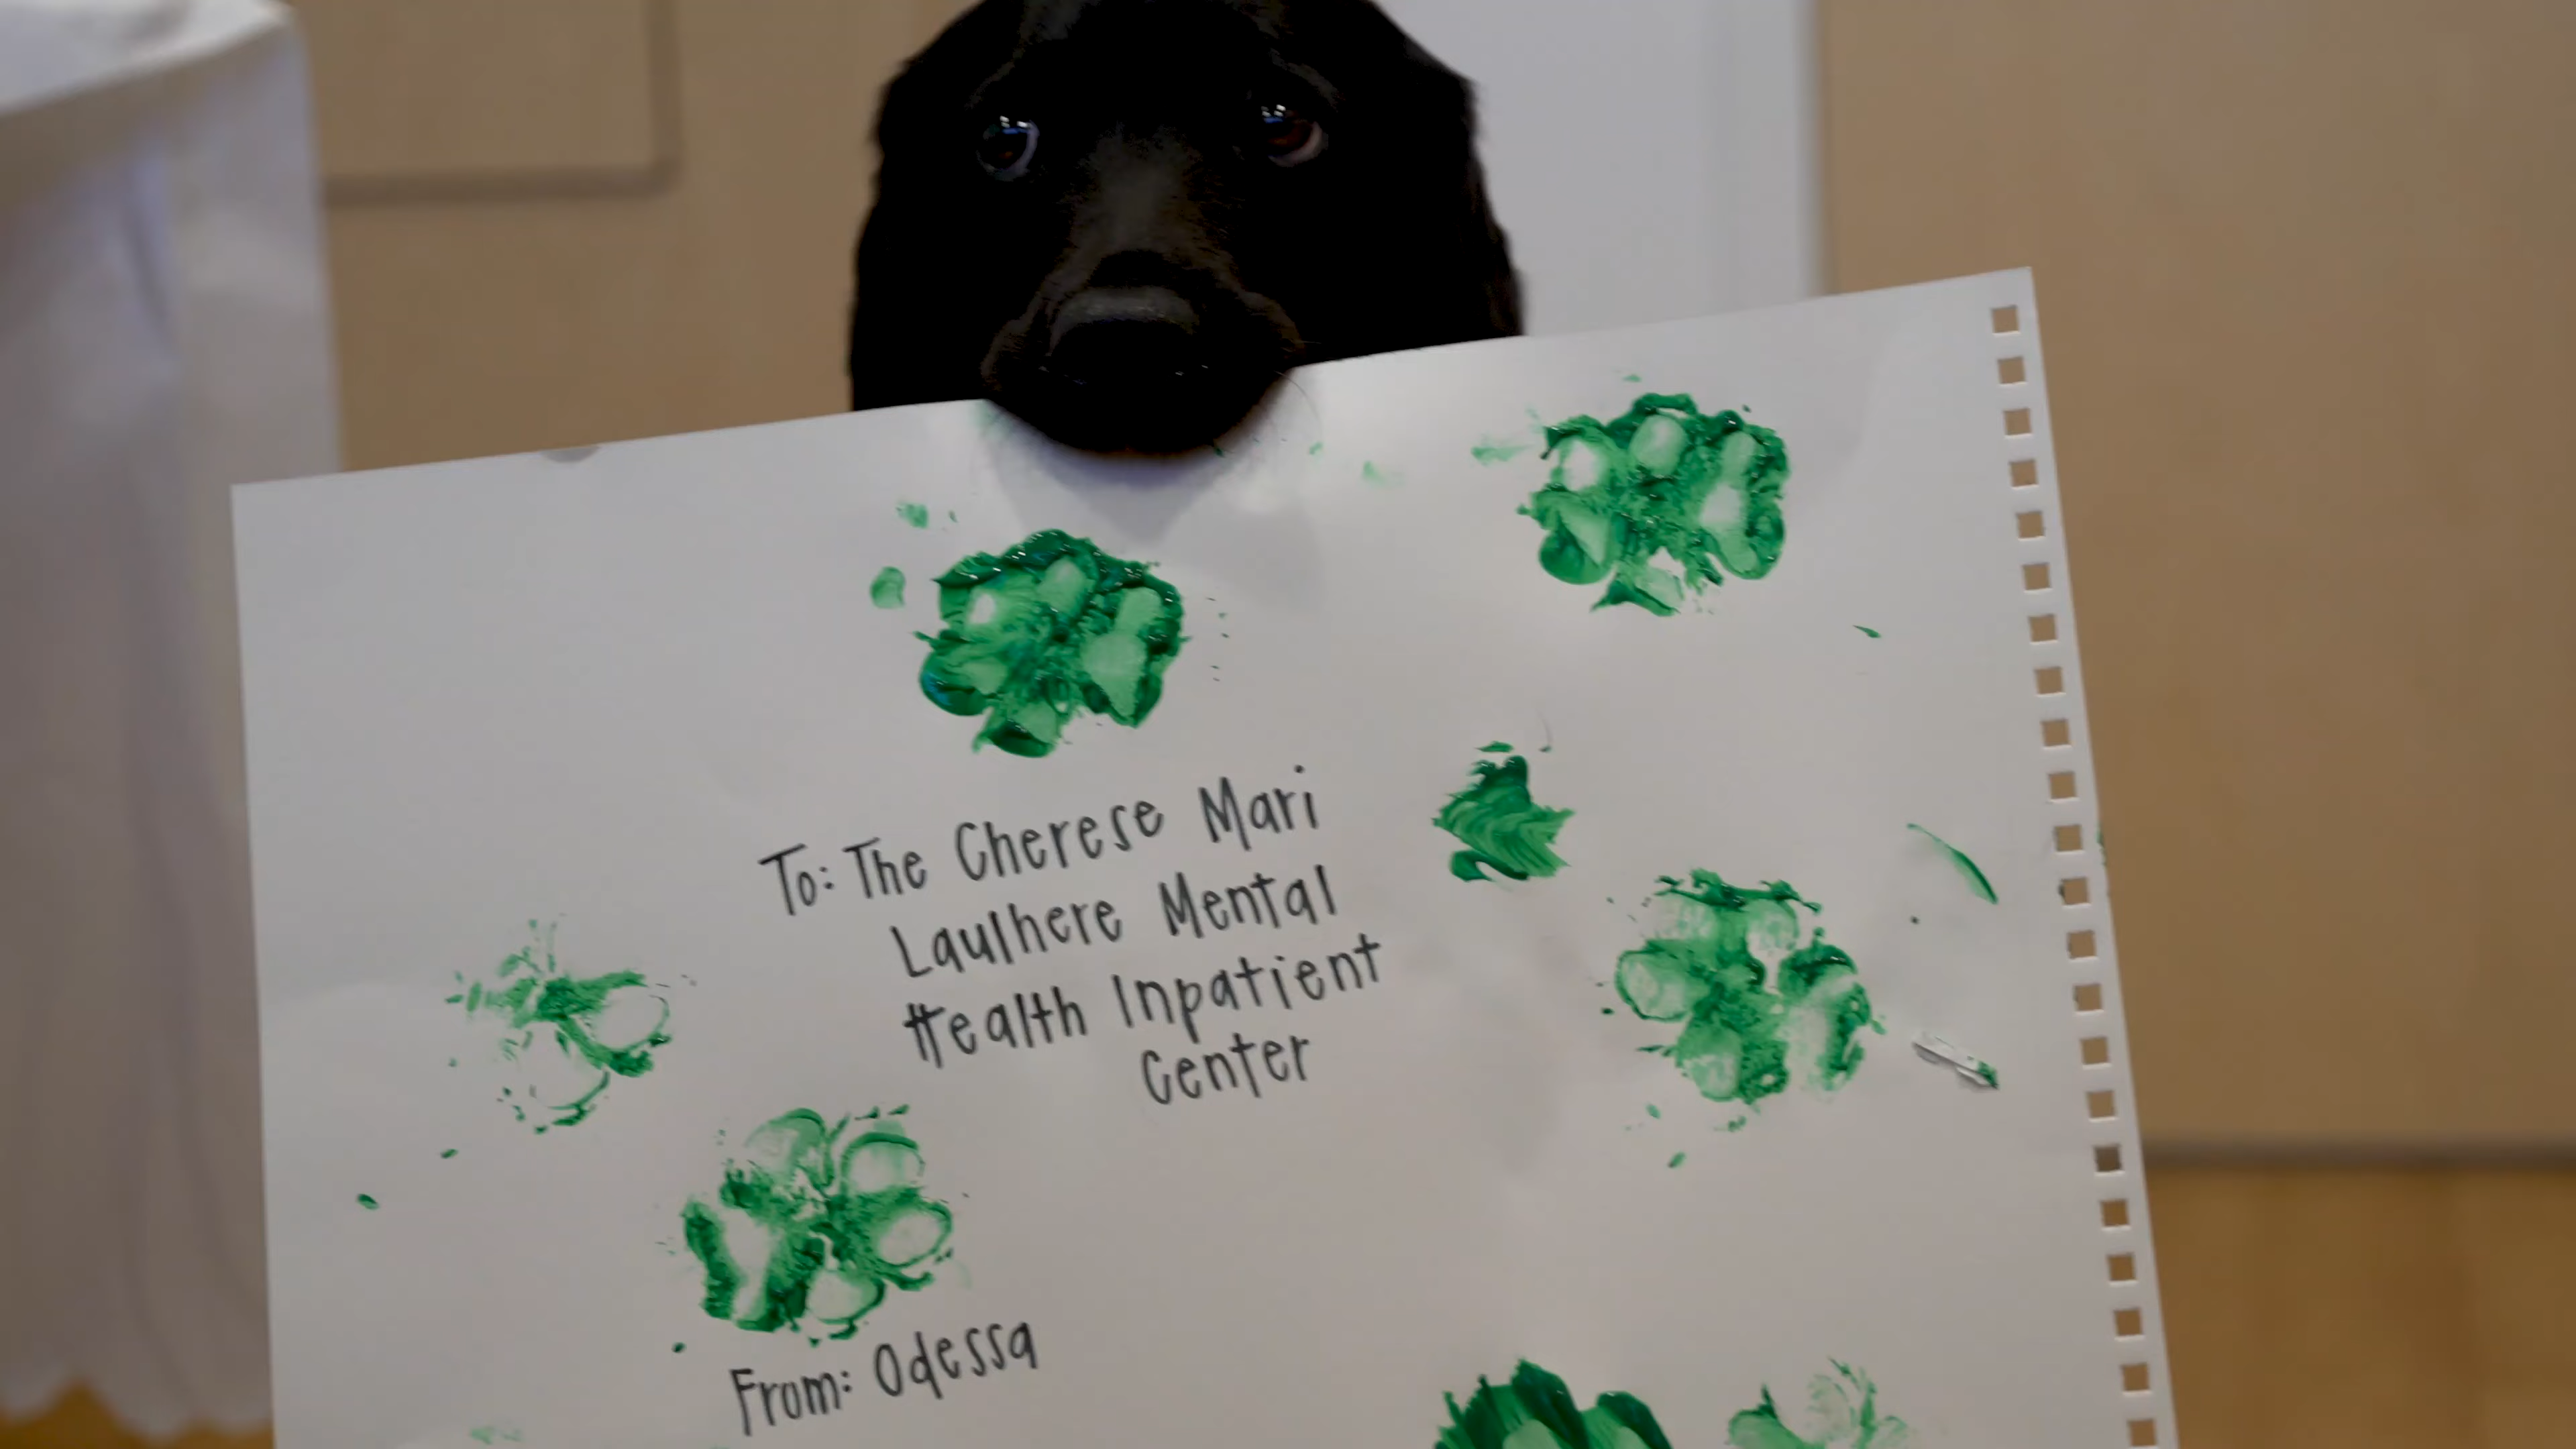 To: The Cherese Mari
Laulhere Mental
Health Inpatient
Center
From: Odessa